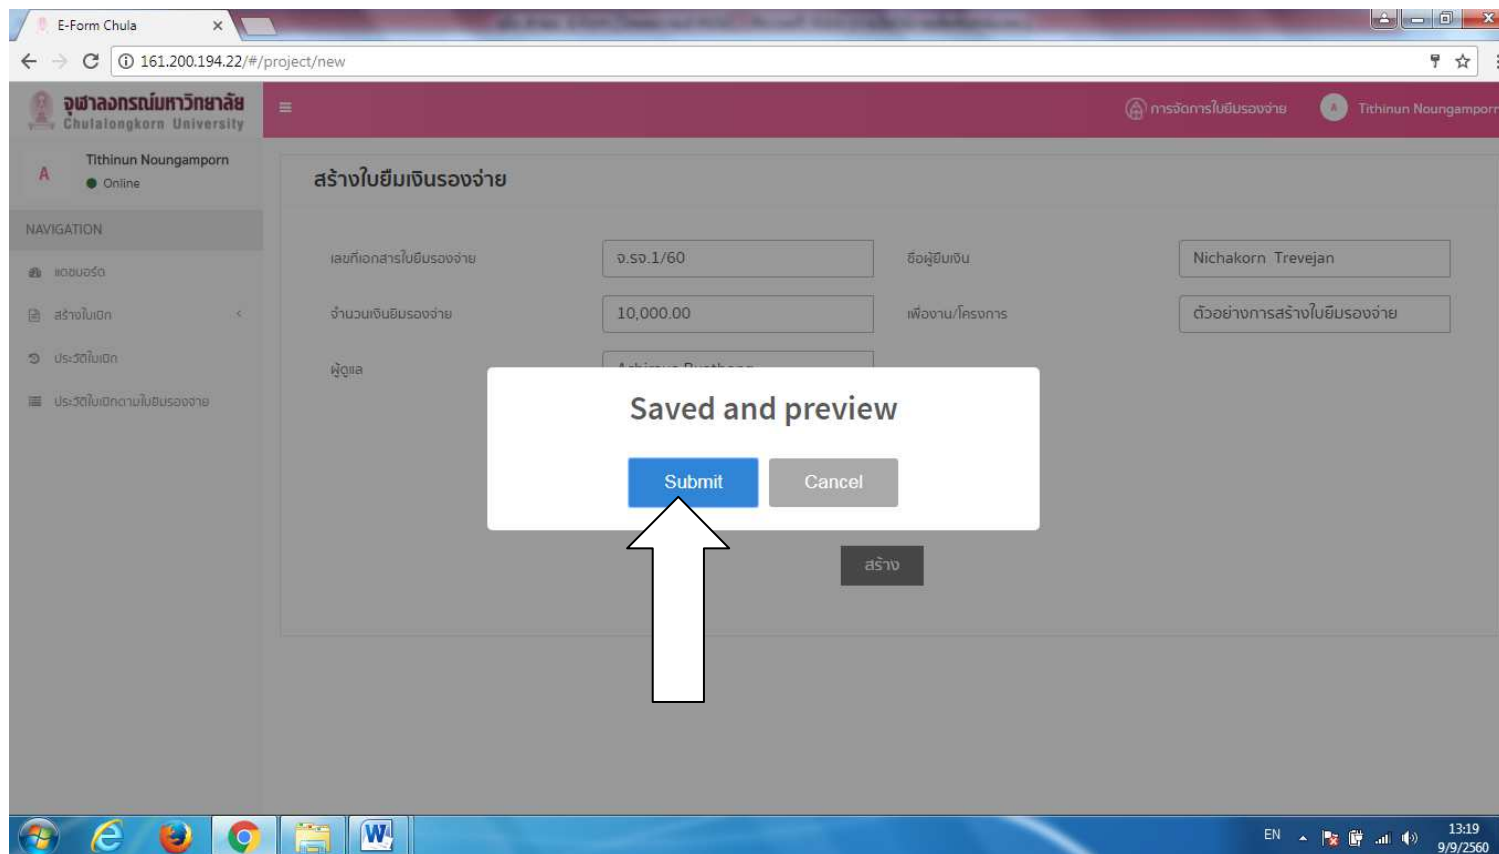 E-Form Chula
161.200.194.22/#/project/new
จุฬาลงกรณ์มหาวิทยาลัย
Chulalongkorn University
การจัดการใบยืมรองจ่าย
A
Tithinun Noungamporn
A
Tithinun Noungamporn
Online
สร้างใบยืมเงินรองจ่าย
NAVIGATION
แดชบอร์ด
สร้างใบเบิก
ประวัติใบเบิก
ประวัติใบเบิกตามใบยืมรองจ่าย
เลขที่เอกสารใบยืมรองจ่าย
จ.รจ.1/60
ชื่อผู้ยืมเงิน
Nichakorn Trevejan
จำนวนเงินยืมรองจ่าย
10,000.00
เพื่องาน/โครงการ
ตัวอย่างการสร้างใบยืมรองจ่าย
ผู้ดูแล
Saved and preview
Submit
Cancel
สร้าง
EN
13:19
9/9/2560